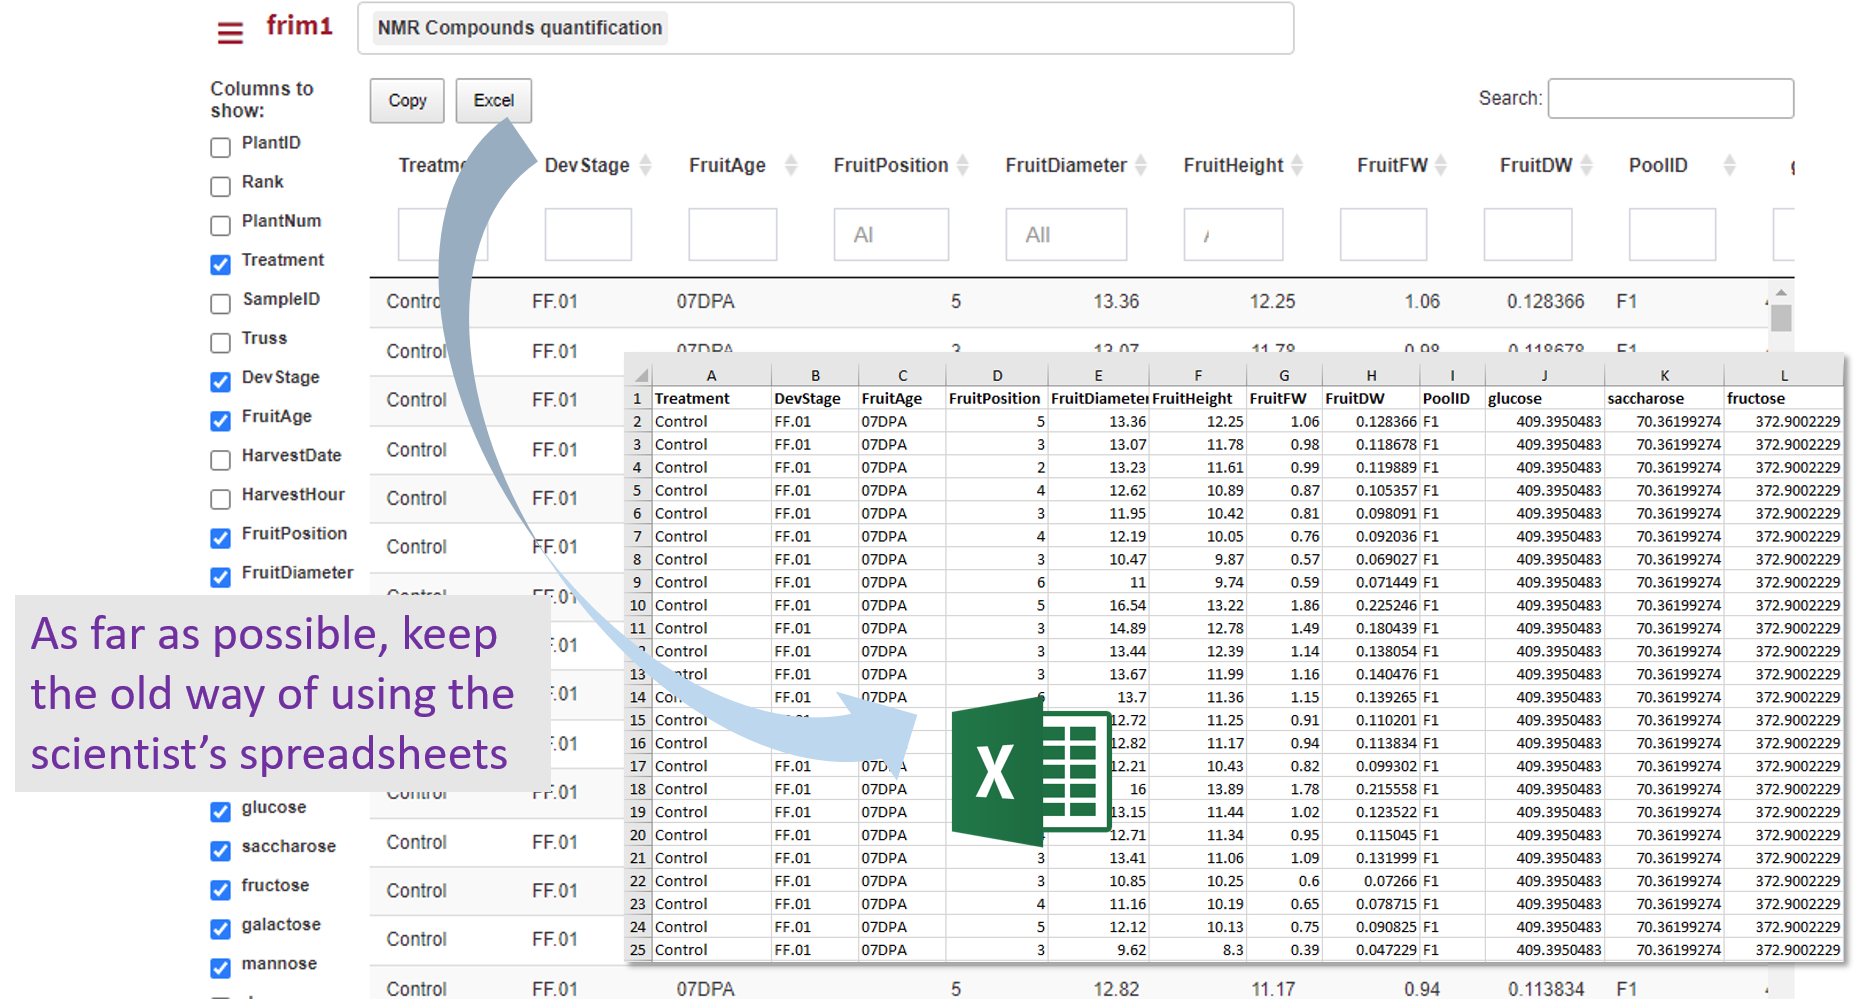 frim1
NMR Compounds quantification
Columns to
show:
Copy
Excel
Search:
PlantID
Rank
PlantNum
Treatment
SampleID
Truss
DevStage
FruitAge
HarvestDate
HarvestHour
FruitPosition
FruitDiameter
glucose
saccharose
fructose
galactose
mannose
DevStage FruitAge FruitPosition FruitDiameter FruitHeight FruitFW FruitDW PoolID
All
Control FF.01 07DPA 5 13.36 12.25 1.06 0.128366 F1
Control FF.01 07DPA 3 13.07 11.78 0.98 0.118678 F1
Control FF.01
Control FF.01
Control FF.01
Control FF.01
Control FF.01
Control FF.01
Control FF.01
Control FF.01
Control FF.01
Control FF.01 07DPA 5 12.82 11.17 0.94 0.113834 F1
As far as possible, keep
the old way of using the
scientist's spreadsheets
A B C D E F G H I J K L
1 Treatment DevStage FruitAge FruitPosition FruitDiameter FruitHeight FruitFW FruitDW PoolID glucose saccharose fructose
2 Control FF.01 07DPA 5 13.36 12.25 1.06 0.128366 F1 409.3950483 70.36199274 372.9002229
3 Control FF.01 07DPA 3 13.07 11.78 0.98 0.118678 F1 409.3950483 70.36199274 372.9002229
4 Control FF.01 07DPA 2 13.23 11.61 0.99 0.119889 F1 409.3950483 70.36199274 372.9002229
5 Control FF.01 07DPA 4 12.62 10.89 0.87 0.105357 F1 409.3950483 70.36199274 372.9002229
6 Control FF.01 07DPA 3 11.95 10.42 0.81 0.098091 F1 409.3950483 70.36199274 372.9002229
7 Control FF.01 07DPA 4 12.19 10.05 0.76 0.092036 F1 409.3950483 70.36199274 372.9002229
8 Control FF.01 07DPA 3 10.47 9.87 0.57 0.069027 F1 409.3950483 70.36199274 372.9002229
9 Control FF.01 07DPA 6 11 9.74 0.59 0.071449 F1 409.3950483 70.36199274 372.9002229
10 Control FF.01 07DPA 5 16.54 13.22 1.86 0.225246 F1 409.3950483 70.36199274 372.9002229
11 Control FF.01 07DPA 3 14.89 12.78 1.49 0.180439 F1 409.3950483 70.36199274 372.9002229
Control FF.01 07DPA 3 13.44 12.39 1.14 0.138054 F1 409.3950483 70.36199274 372.9002229
13 FF.01 07DPA 3 13.67 11.99 1.16 0.140476 F1 409.3950483 70.36199274 372.9002229
14 FF.01 07DPA 13.7 11.36 1.15 0.139265 F1 409.3950483 70.36199274 372.9002229
15 Control 12.72 11.25 0.91 0.110201 F1 409.3950483 70.36199274 372.9002229
16 Control 12.82 11.17 0.94 0.113834 F1 409.3950483 70.36199274 372.9002229
17 Control FF.01 12.21 10.43 0.82 0.099302 F1 409.3950483 70.36199274 372.9002229
18 Control FF.01 07DPA 16 13.89 1.78 0.215558 F1 409.3950483 70.36199274 372.9002229
19 Control FF.01 07DPA 13.15 11.44 1.02 0.123522 F1 409.3950483 70.36199274 372.9002229
20 Control FF.01 07DPA 12.71 11.34 0.95 0.115045 F1 409.3950483 70.36199274 372.9002229
21 Control FF.01 07DPA 3 13.41 11.06 1.09 0.131999 F1 409.3950483 70.36199274 372.9002229
22 Control FF.01 07DPA 3 10.85 10.25 0.6 0.07266 F1 409.3950483 70.36199274 372.9002229
23 Control FF.01 07DPA 4 11.16 10.19 0.65 0.078715 F1 409.3950483 70.36199274 372.9002229
24 Control FF.01 07DPA 5 12.12 10.13 0.75 0.090825 F1 409.3950483 70.36199274 372.9002229
25 Control FF.01 07DPA 3 9.62 8.3 0.39 0.047229 F1 409.3950483 70.36199274 372.9002229
X